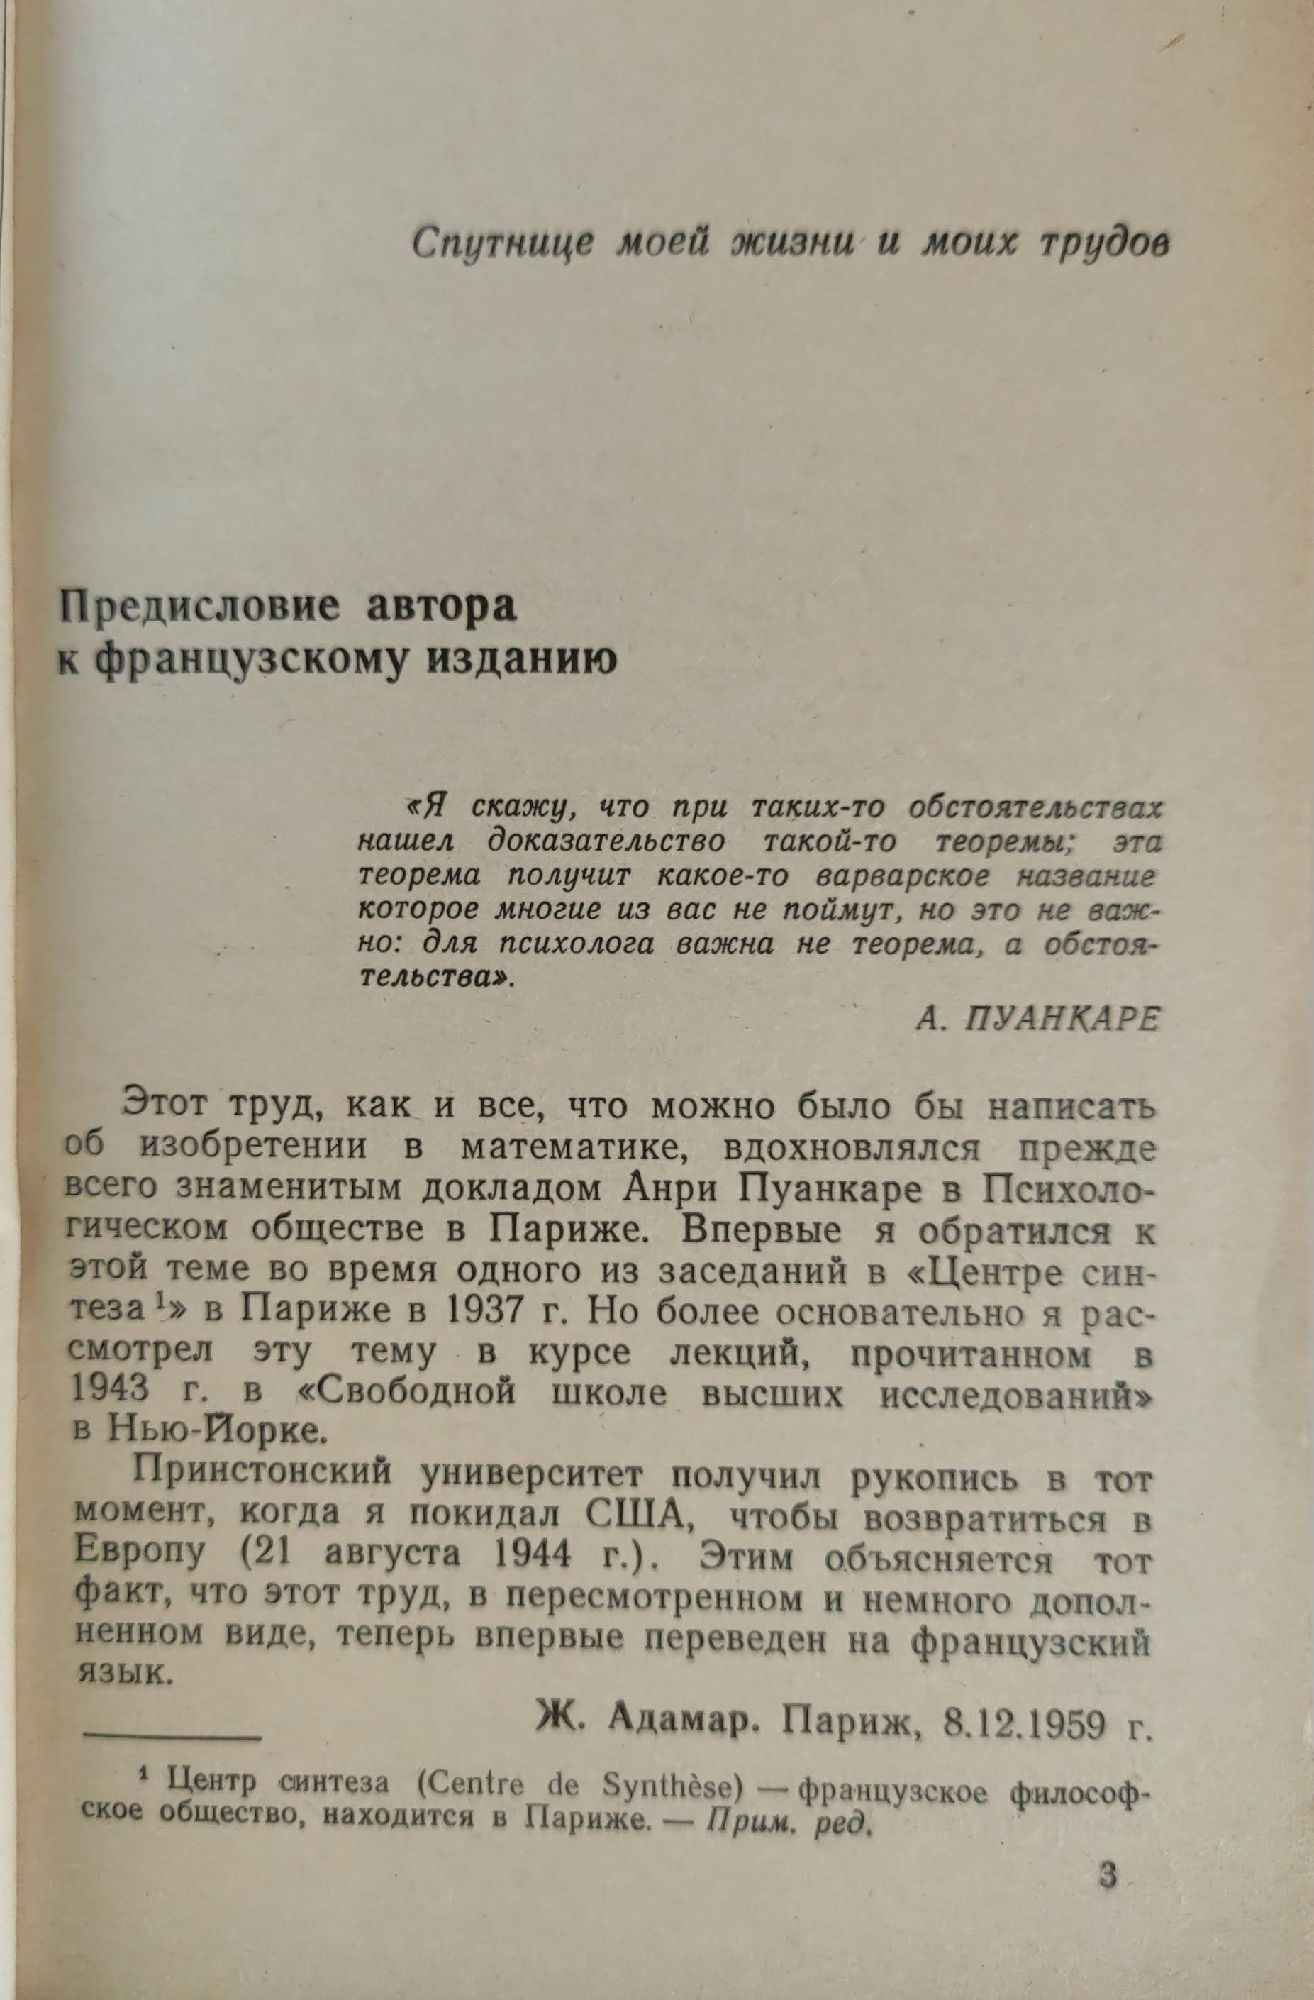 Спутнице моей жизни и моих трудов
Предисловие автора
к французскому изданию
«Я скажу, что при таких-то обстоятельствах
нашел доказательство такой-то теоремы; эта
теорема получит какое-то варварское название
которое многие из вас не поймут, но это не важ-
но: для психолога важна не теорема, а обстоя-
тельства».
А. ПУАНКАРЕ
Этот труд, как и все, что можно было бы написать
об изобретении в математике, вдохновлялся прежде
всего знаменитым докладом Анри Пуанкаре в Психоло-
гическом обществе в Париже. Впервые я обратился к
этой теме во время одного из заседаний в «Центре син-
теза ¹» в Париже в 1937 г. Но более основательно я рас-
смотрел эту тему в курсе лекций, прочитанном в
1943 г. в «Свободной школе высших исследований»
в Нью-Йорке.
Принстонский университет получил рукопись в тот
момент, когда я покидал США, чтобы возвратиться в
Европу (21 августа 1944 г.). Этим объясняется тот
факт, что этот труд, в пересмотренном и немного допол-
ненном виде, теперь впервые переведен на французский
язык.
Ж. Адамар. Париж, 8.12.1959 г.
¹ Центр синтеза (Centre de Synthèse) — французское философ-
ское общество, находится в Париже. — Прим. ред.
3